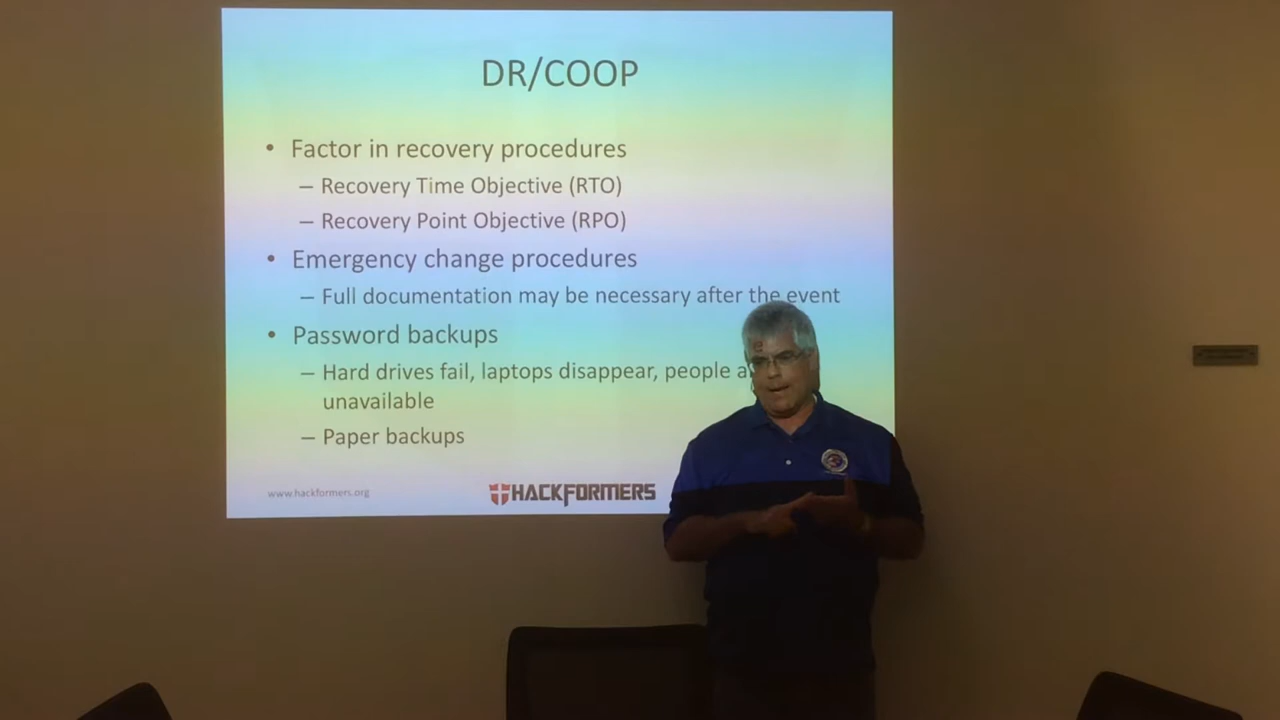 DR/COOP
• Factor in recovery procedures
– Recovery Time Objective (RTO)
– Recovery Point Objective (RPO)
• Emergency change procedures
– Full documentation may be necessary after the event
• Password backups
– Hard drives fail, laptops disappear, people
unavailable
– Paper backups
www.hackformers.org
HACKFORMERS